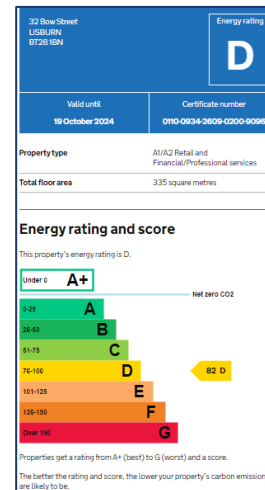 32 Bow Street
LISBURN
BT28 1BN
Energy rating
D
Valid until
19 October 2024
Certificate number
0110-0934-2609-0200-9096
Property type
A1/A2 Retail and
Financial/Professional services
Total floor area
335 square metres
Energy rating and score
This property's energy rating is D.
Under 0 A+
Net zero CO2
0-25 A
26-50 B
51-75 C
76-100 D
82 D
101-125 E
126-150 F
Over 150 G
Properties get a rating from A+ (best) to G (worst) and a score.
The better the rating and score, the lower your property's carbon emission
are likely to be.